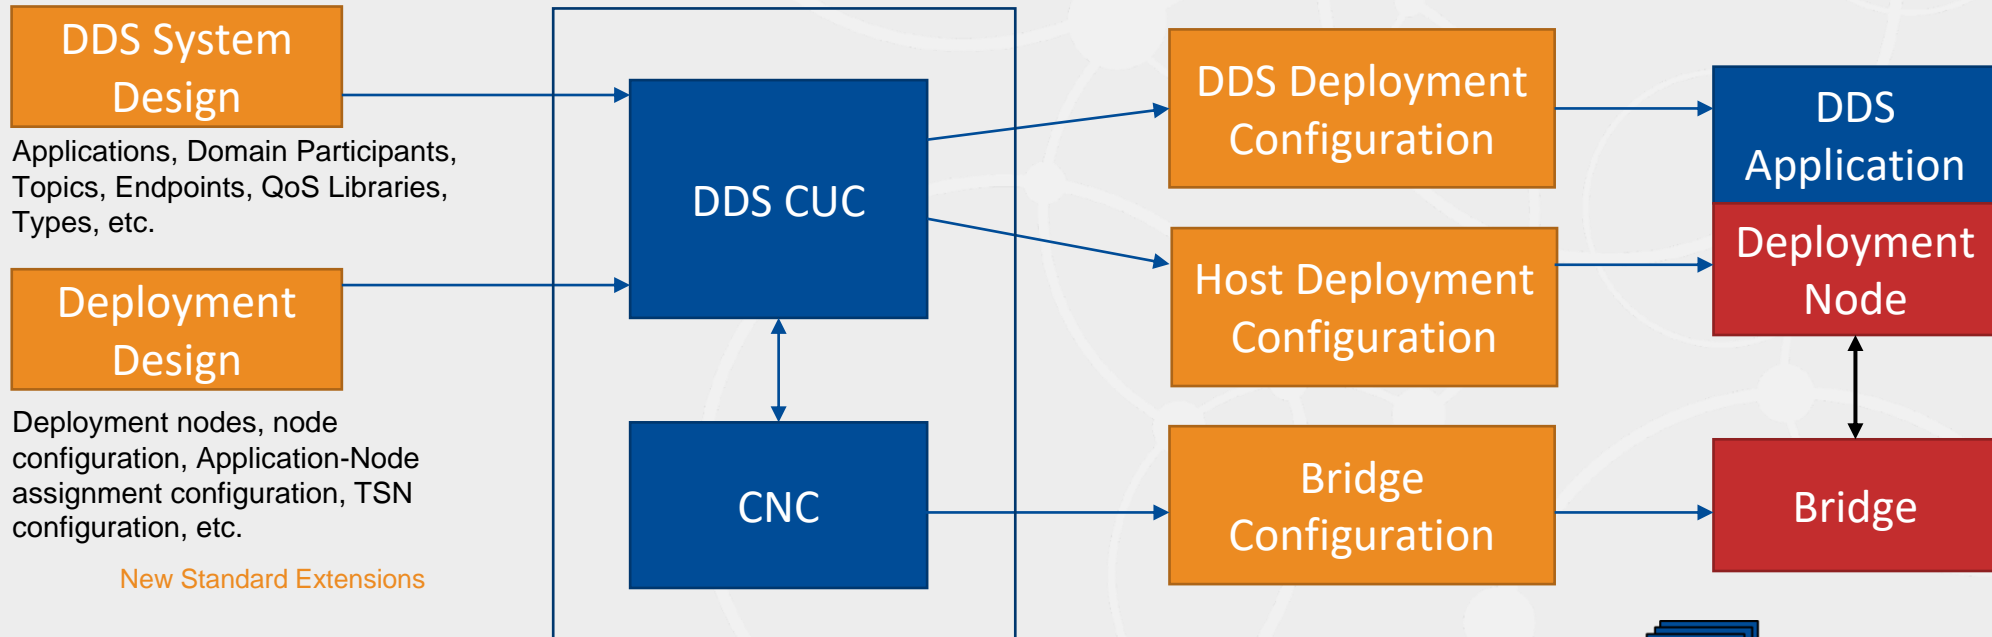 DDS System
Design
Applications, Domain Participants,
Topics, Endpoints, QoS Libraries,
Types, etc.
Deployment
Design
Deployment nodes, node
configuration, Application-Node
assignment configuration, TSN
configuration, etc.
New Standard Extensions
DDS CUC
CNC
DDS Deployment
Configuration
Host Deployment
Configuration
Bridge
Configuration
DDS
Application
Deployment
Node
Bridge